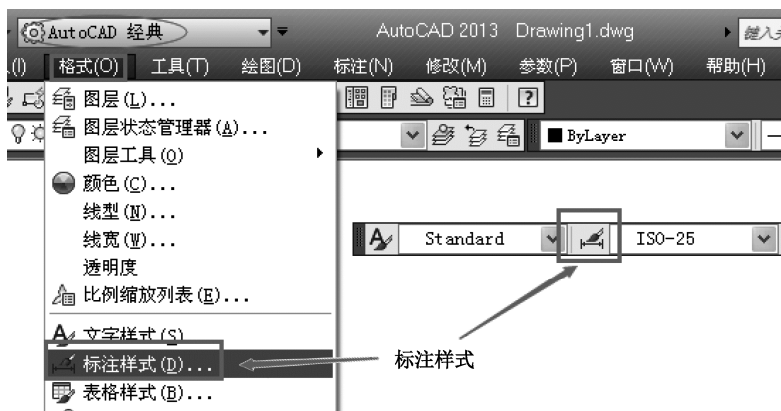 AutoCAD 经典
AutoCAD 2013 Drawing1.dwg
键入
(I) 格式(O) 工具(T) 绘图(D) 标注(N) 修改(M) 参数(P) 窗口(W) 帮助(H)
图层(L)...
图层状态管理器(A)...
ByLayer
图层工具(O)
颜色(C)...
线型(N)...
线宽(W)...
Standard
ISO-25
透明度
比例缩放列表(E)...
文字样式(S)
标注样式(D)...
标注样式
表格样式(B)...